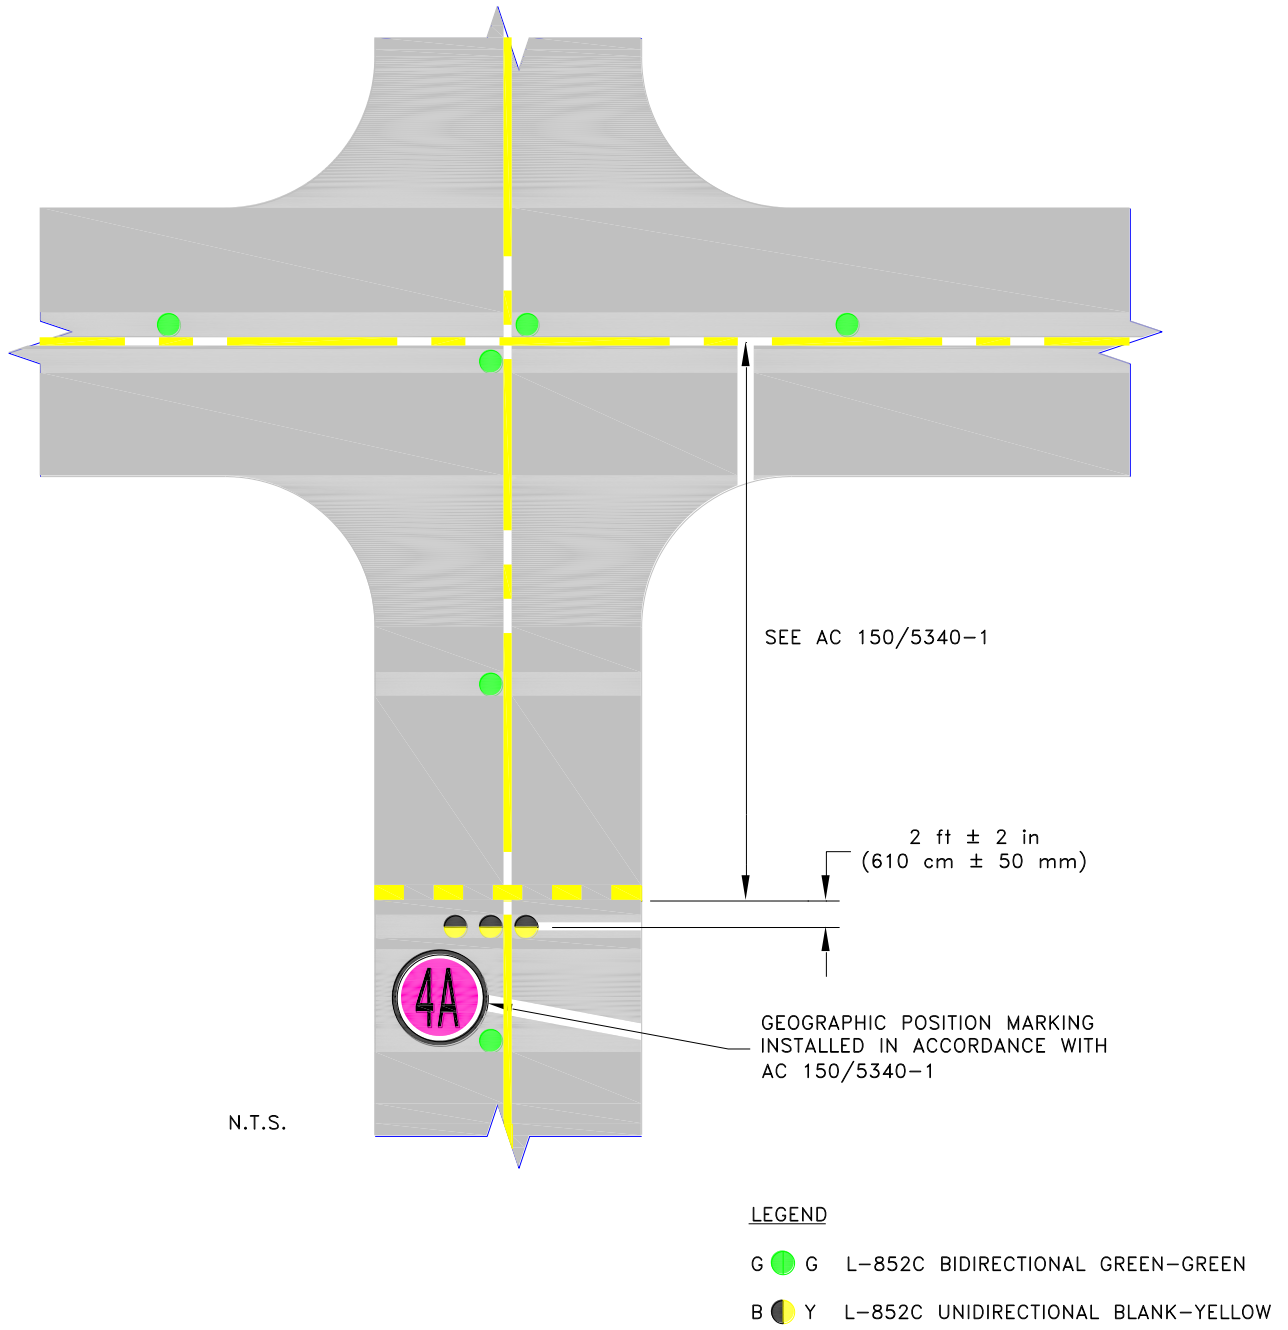 SEE AC 150/5340-1
2 ft ± 2 in
(610 cm ± 50 mm)
4A
GEOGRAPHIC POSITION MARKING
INSTALLED IN ACCORDANCE WITH
AC 150/5340-1
N.T.S.
LEGEND
G G L-852C BIDIRECTIONAL GREEN-GREEN
B Y L-852C UNIDIRECTIONAL BLANK-YELLOW